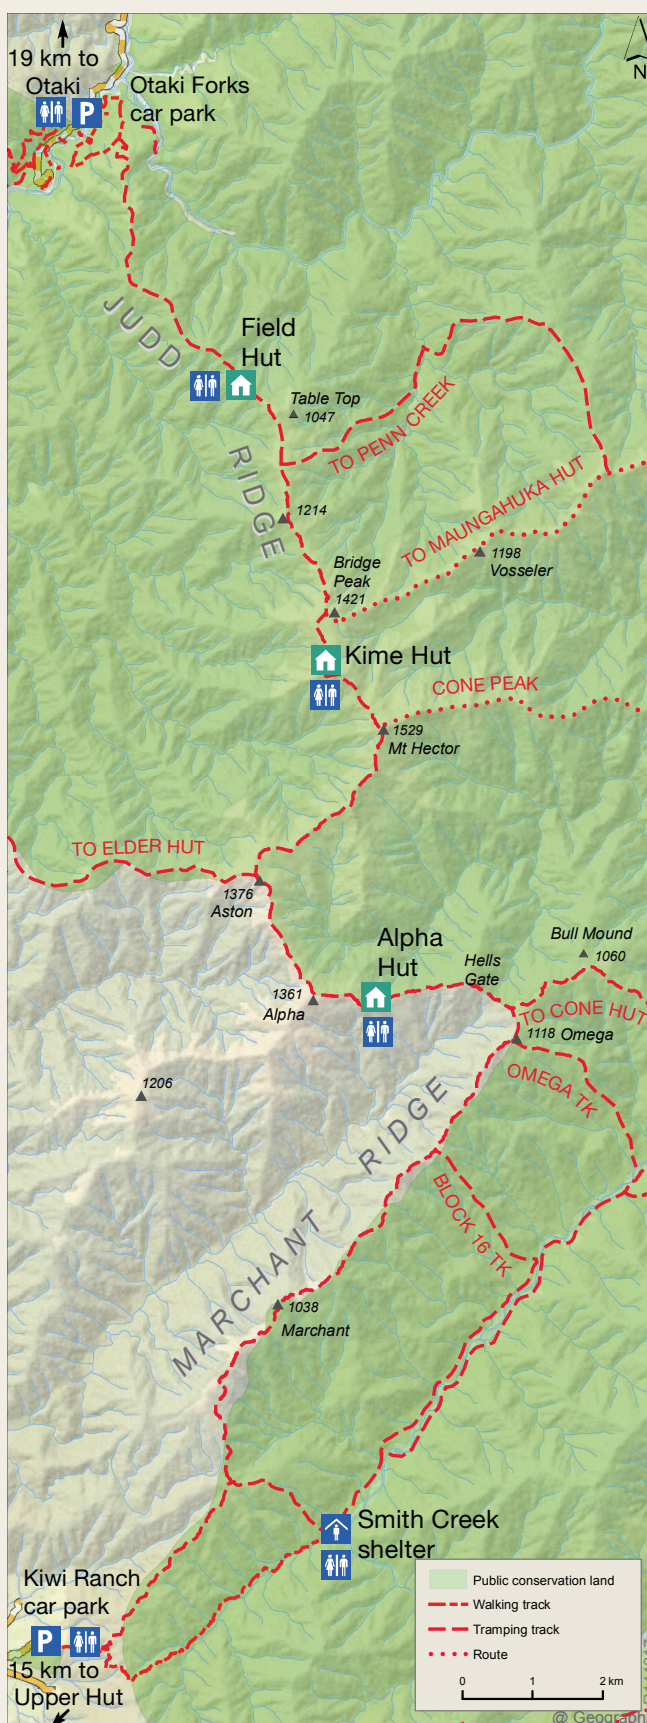 19 km to
Otaki
Otaki Forks
car park
P
N
JUDD
RIDGE
Field
Hut
Table Top
1047
TO PENN CREEK
1214
TO MAUNGAHUKA HUT
1198
Vosseler
Bridge
Peak
1421
Kime Hut
CONE PEAK
1529
Mt Hector
TO ELDER HUT
1376
Aston
Alpha
Hut
Hells
Gate
Bull Mound
1060
1361
Alpha
TO CONE HUT
1118 Omega
OMEGA TK
1206
MARCHANT RIDGE
BLOCK 16 TK
1038
Marchant
Smith Creek
shelter
Kiwi Ranch
car park
P
15 km to
Upper Hut
Public conservation land
Walking track
Tramping track
Route
0 1 2 km
@ Geograph